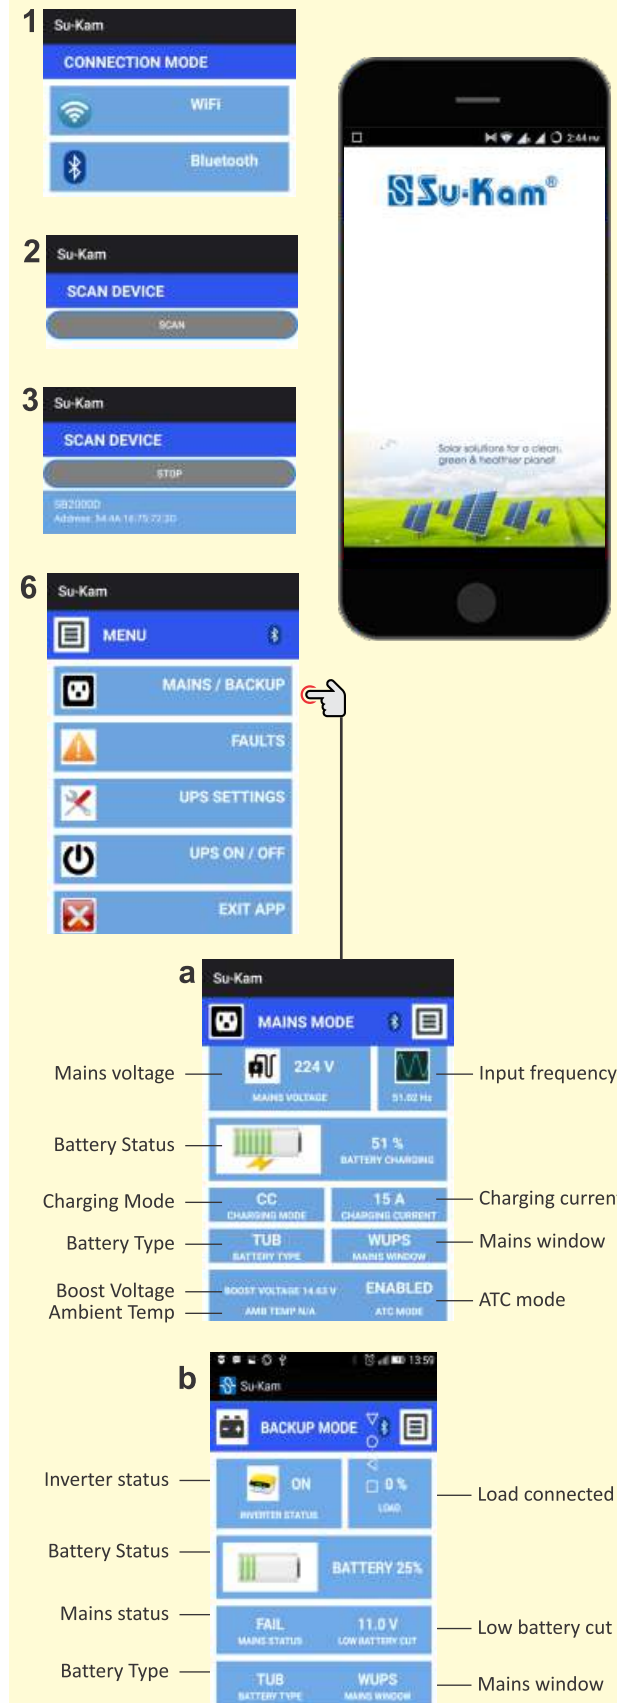 1
Su-Kam
CONNECTION MODE
WiFi
Bluetooth
2:44 PM
Su-Kam®
Solar solutions for a clean,
green & healthier planet
2
Su-Kam
SCAN DEVICE
SCAN
3
Su-Kam
SCAN DEVICE
STOP
SB2000D
Address:
6
Su-Kam
MENU
MAINS / BACKUP
FAULTS
UPS SETTINGS
UPS ON / OFF
EXIT APP
a
Su-Kam
MAINS MODE
Mains voltage
224 V
MAINS VOLTAGE
51.02 Hz
Input frequency
Battery Status
51 %
BATTERY CHARGING
Charging Mode
CC
CHARGING MODE
15 A
CHARGING CURRENT
Charging current
Battery Type
TUB
BATTERY TYPE
WUPS
MAINS WINDOW
Mains window
Boost Voltage
BOOST VOLTAGE 14.63 V
ENABLED
ATC mode
Ambient Temp
AMB TEMP N/A
ATC MODE
b
13:59
Su-Kam
BACKUP MODE
Inverter status
ON
INVERTER STATUS
0 %
LOAD
Load connected
Battery Status
BATTERY 25%
Mains status
FAIL
MAINS STATUS
11.0 V
LOW BATTERY CUT
Low battery cut
Battery Type
TUB
BATTERY TYPE
WUPS
MAINS WINDOW
Mains window